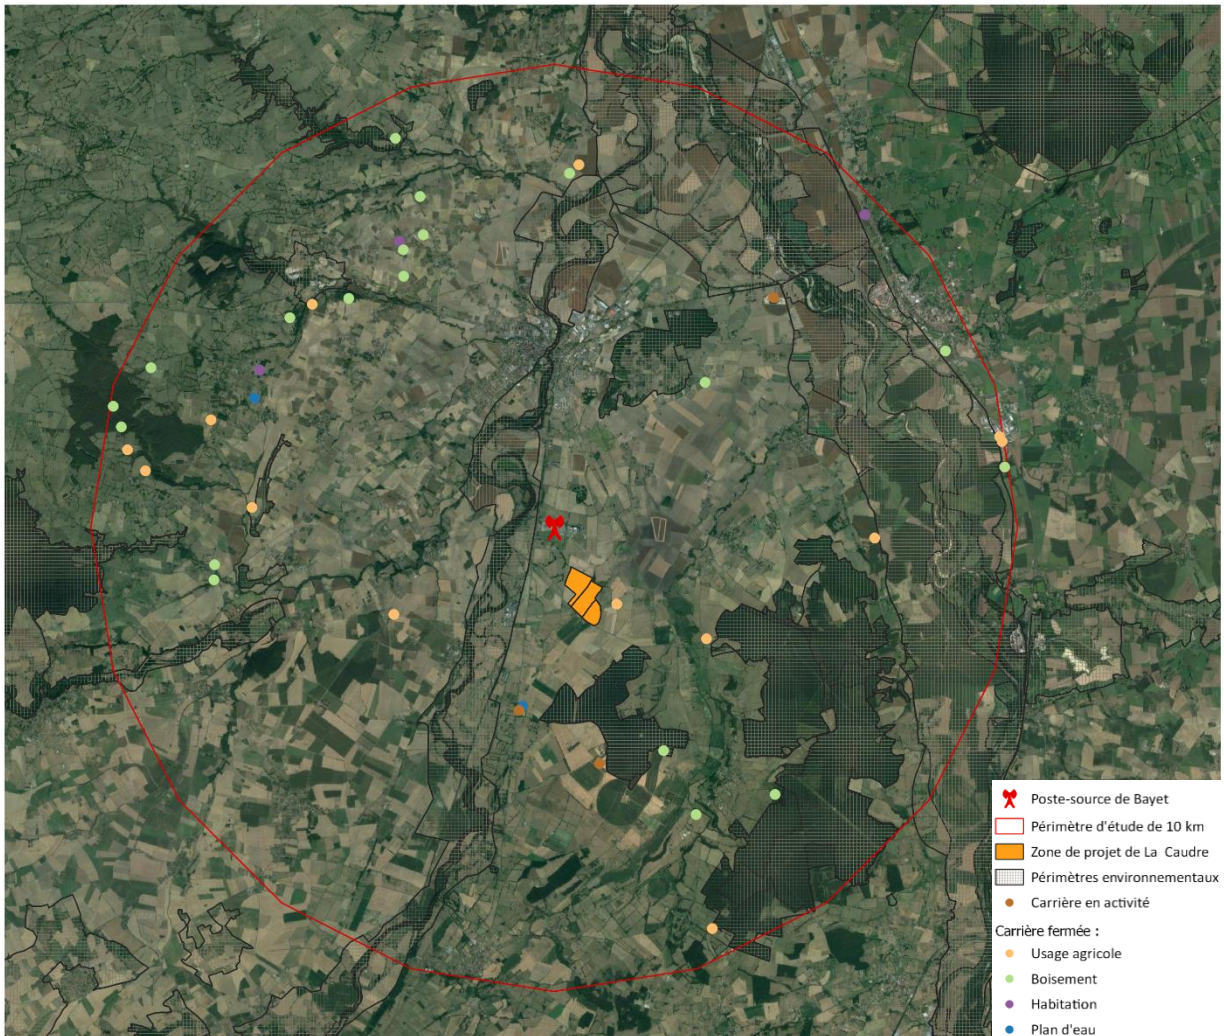 Poste-source de Bayet
Périmètre d'étude de 10 km
Zone de projet de La Caudre
Périmètres environnementaux
Carrière en activité
Carrière fermée :
Usage agricole
Boisement
Habitation
Plan d'eau